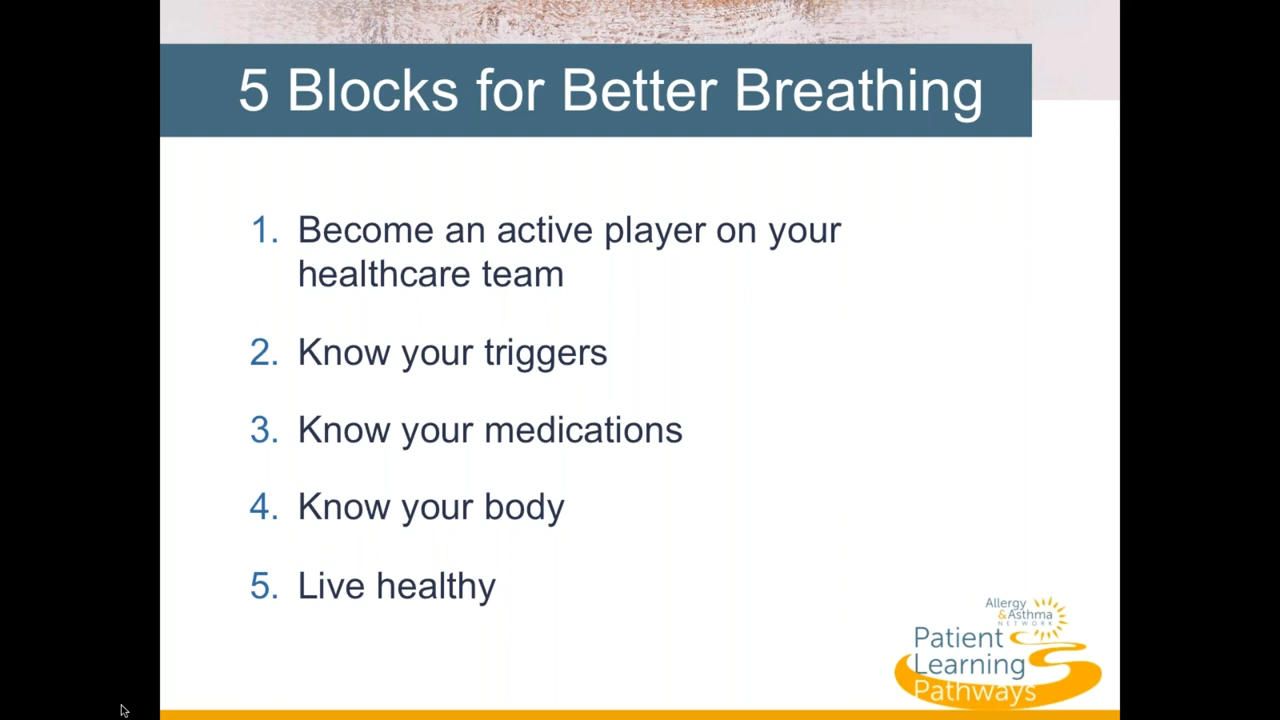 5 Blocks for Better Breathing
1. Become an active player on your
healthcare team
2. Know your triggers
3. Know your medications
4. Know your body
5. Live healthy
Allergy
&Asthma
NETWORK
Patient
Learning
Pathways